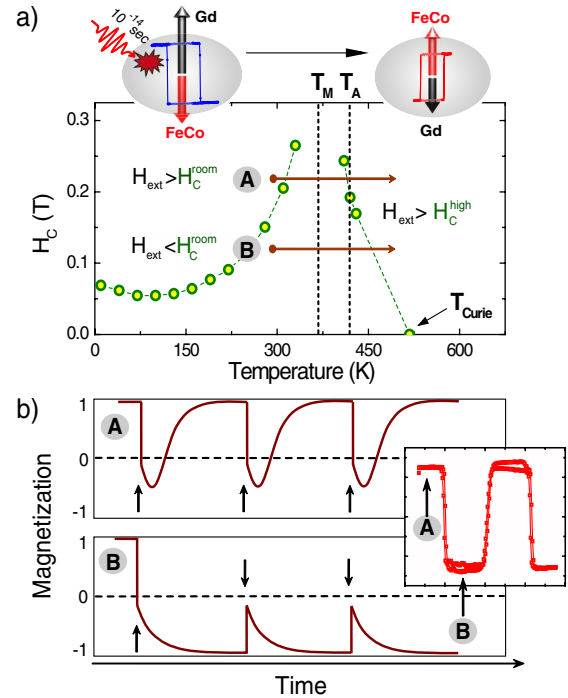 a)
10⁻¹⁴ sec
Gd
FeCo
FeCo
Gd
T_M T_A
0.3
0.2
0.1
0.0
H_C (T)
H_ext>H_C^room
A
H_ext<H_C^room
B
H_ext>H_C^high
T_Curie
0 150 300 450 600
Temperature (K)
b)
1
A
0
-1
1
B
0
-1
Magnetization
A
B
Time